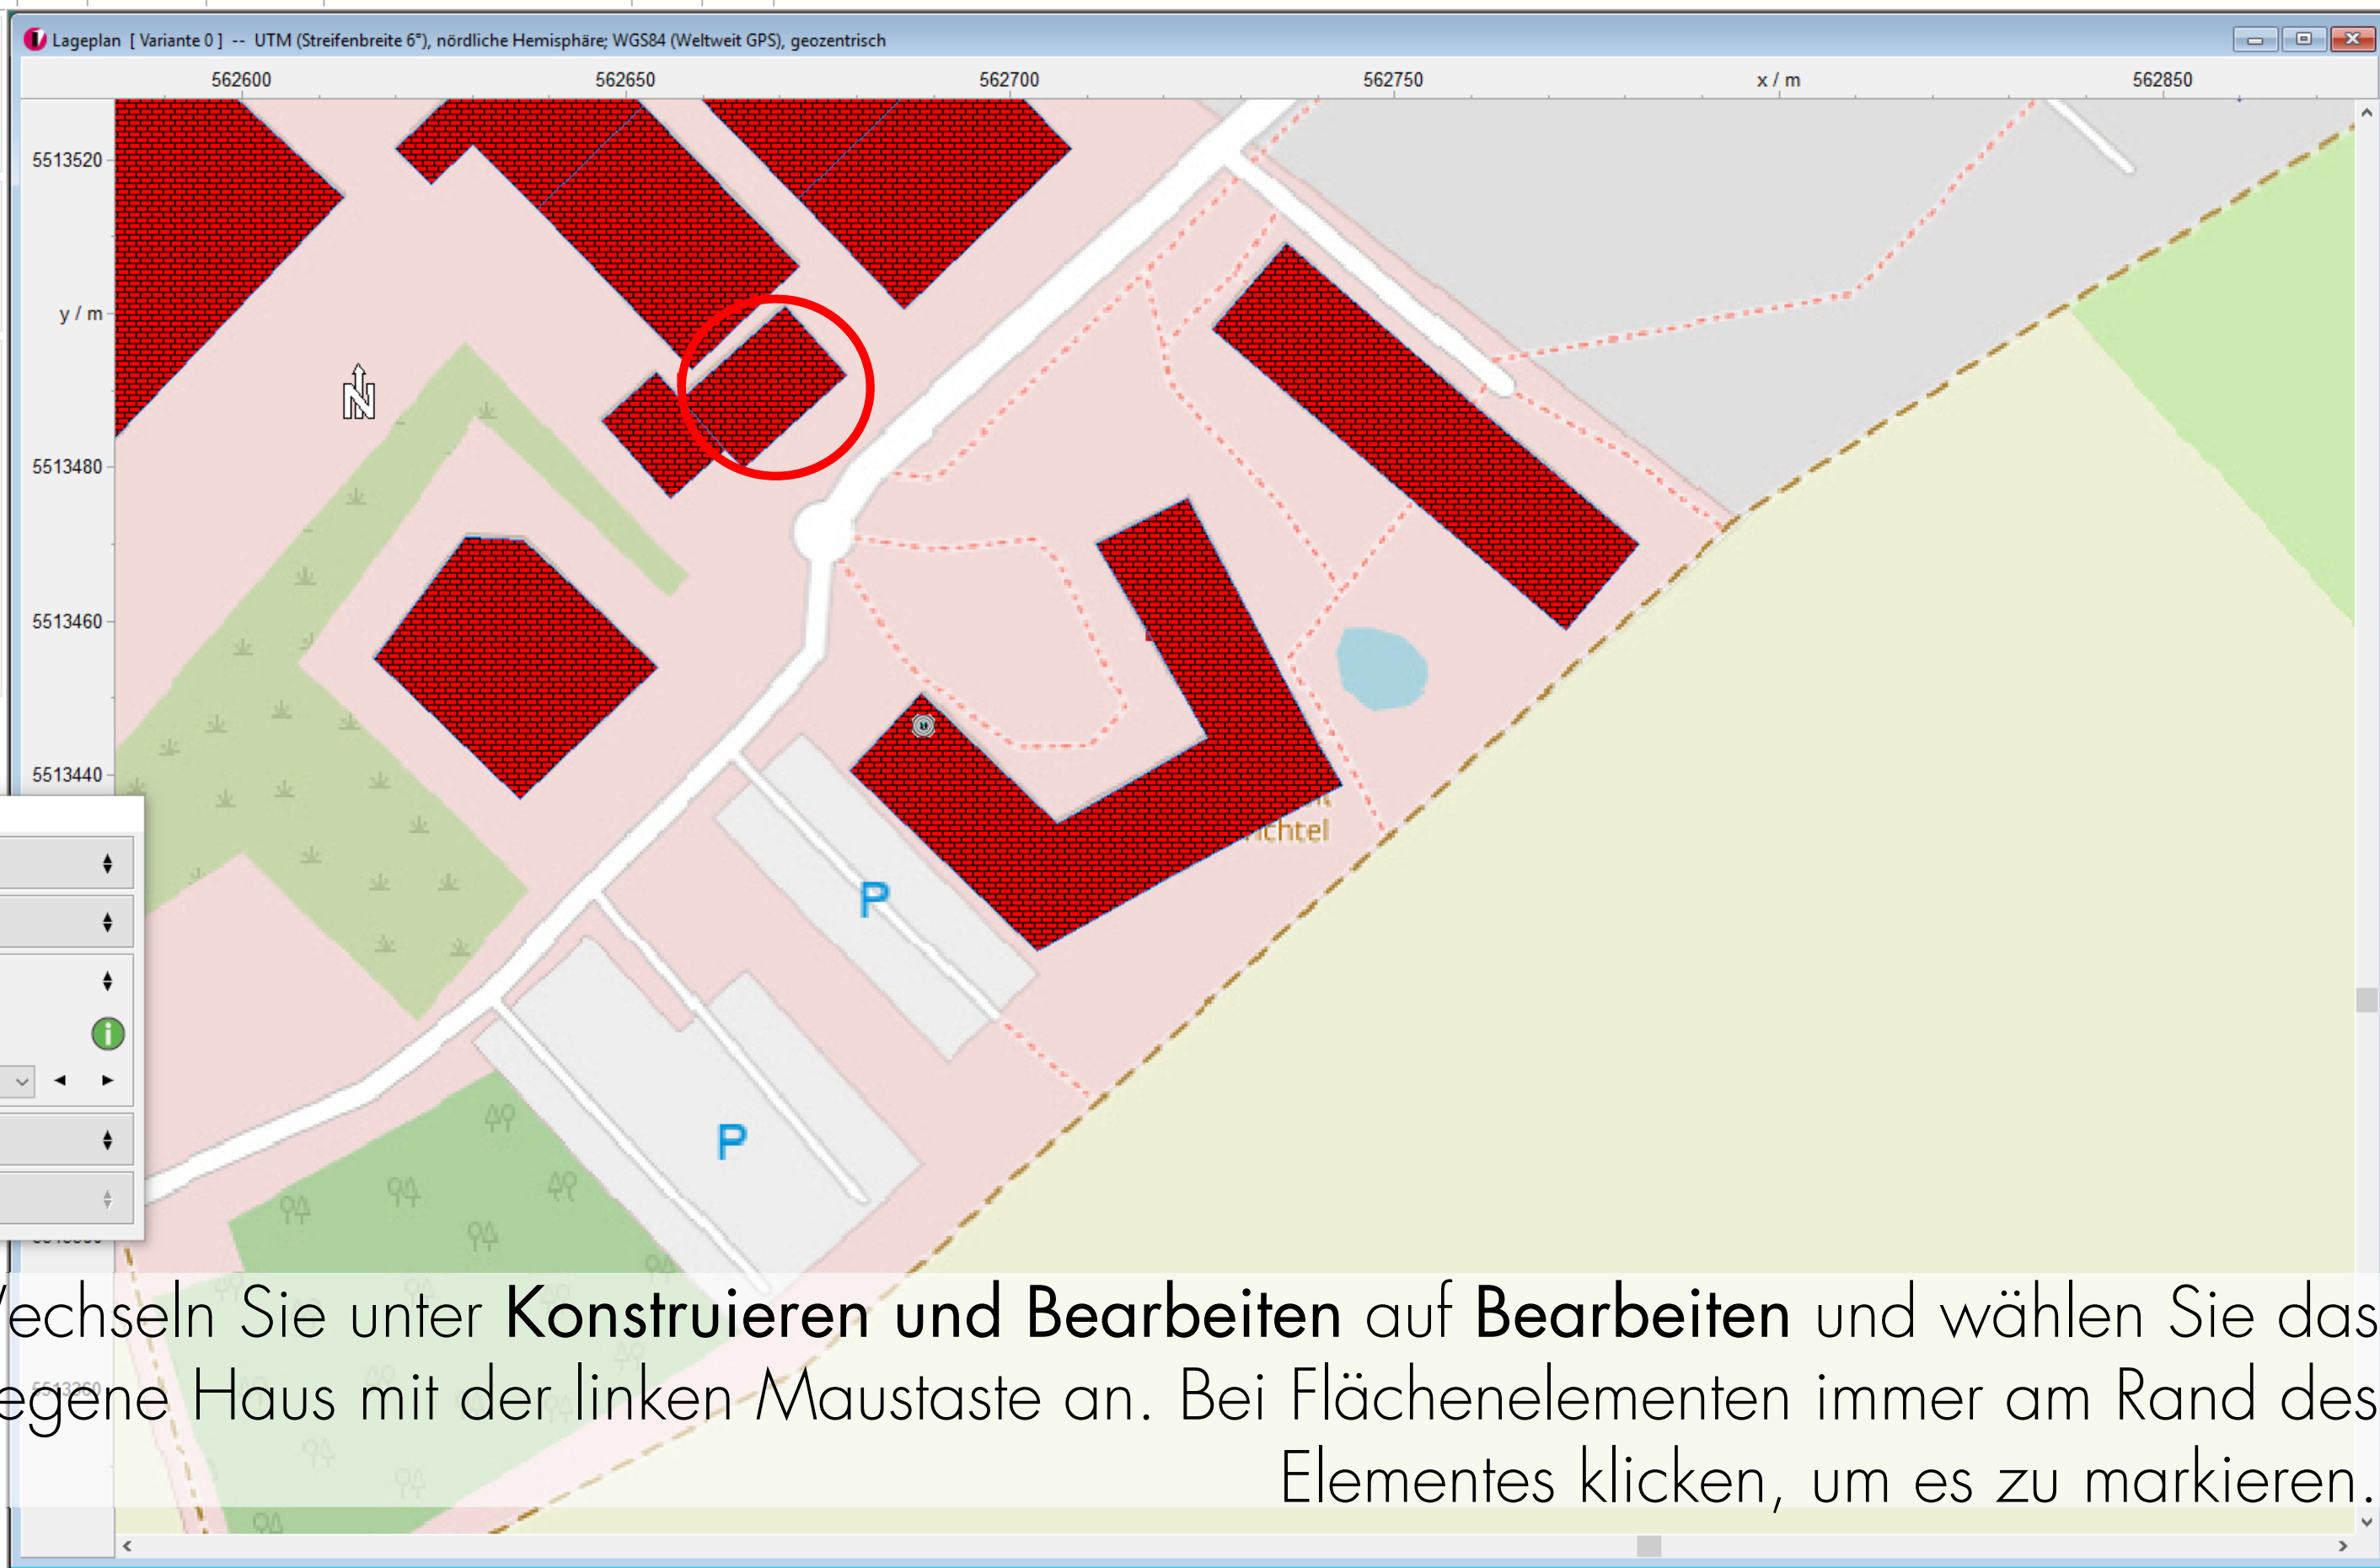 Lageplan [ Variante 0 ] -- UTM (Streifenbreite 6°), nördliche Hemisphäre; WGS84 (Weltweit GPS), geozentrisch
562600 562650 562700 562750 x / m 562850
5513520
y / m
N
5513480
5513460
5513440
P
P
echseln Sie unter Konstruieren und Bearbeiten auf Bearbeiten und wählen Sie das
egene Haus mit der linken Maustaste an. Bei Flächenelementen immer am Rand des
Elementes klicken, um es zu markieren.